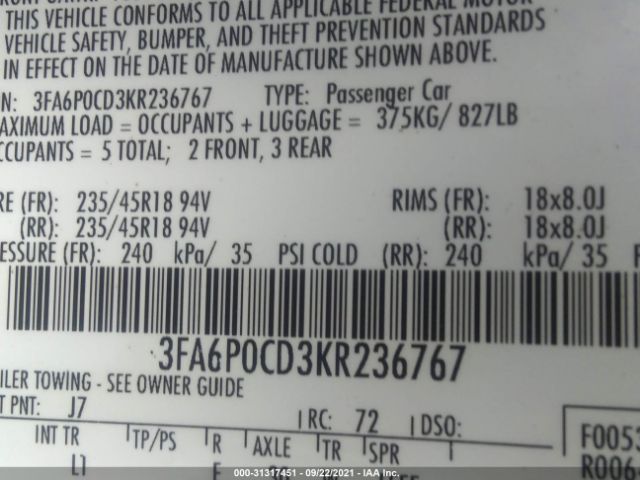 THIS VEHICLE CONFORMS TO ALL APPLICABLE FEDERAL MOTOR
VEHICLE SAFETY, BUMPER, AND THEFT PREVENTION STANDARDS
IN EFFECT ON THE DATE OF MANUFACTURE SHOWN ABOVE.
N: 3FA6P0CD3KR236767 TYPE: Passenger Car
AXIMUM LOAD = OCCUPANTS + LUGGAGE = 375KG/ 827LB
CCUPANTS = 5 TOTAL; 2 FRONT, 3 REAR
RE (FR): 235/45R18 94V RIMS (FR): 18x8.0J
(RR): 235/45R18 94V (RR): 18x8.0J
ESSURE (FR): 240 kPa/ 35 PSI COLD (RR): 240 kPa/ 35
3FA6P0CD3KR236767
ILER TOWING - SEE OWNER GUIDE
T PNT: J7 RC: 72 DSO:
INT TR TP/PS R AXLE TR SPR F0053
L1 R006
000-31317451 - 09/22/2021 - IAA Inc.